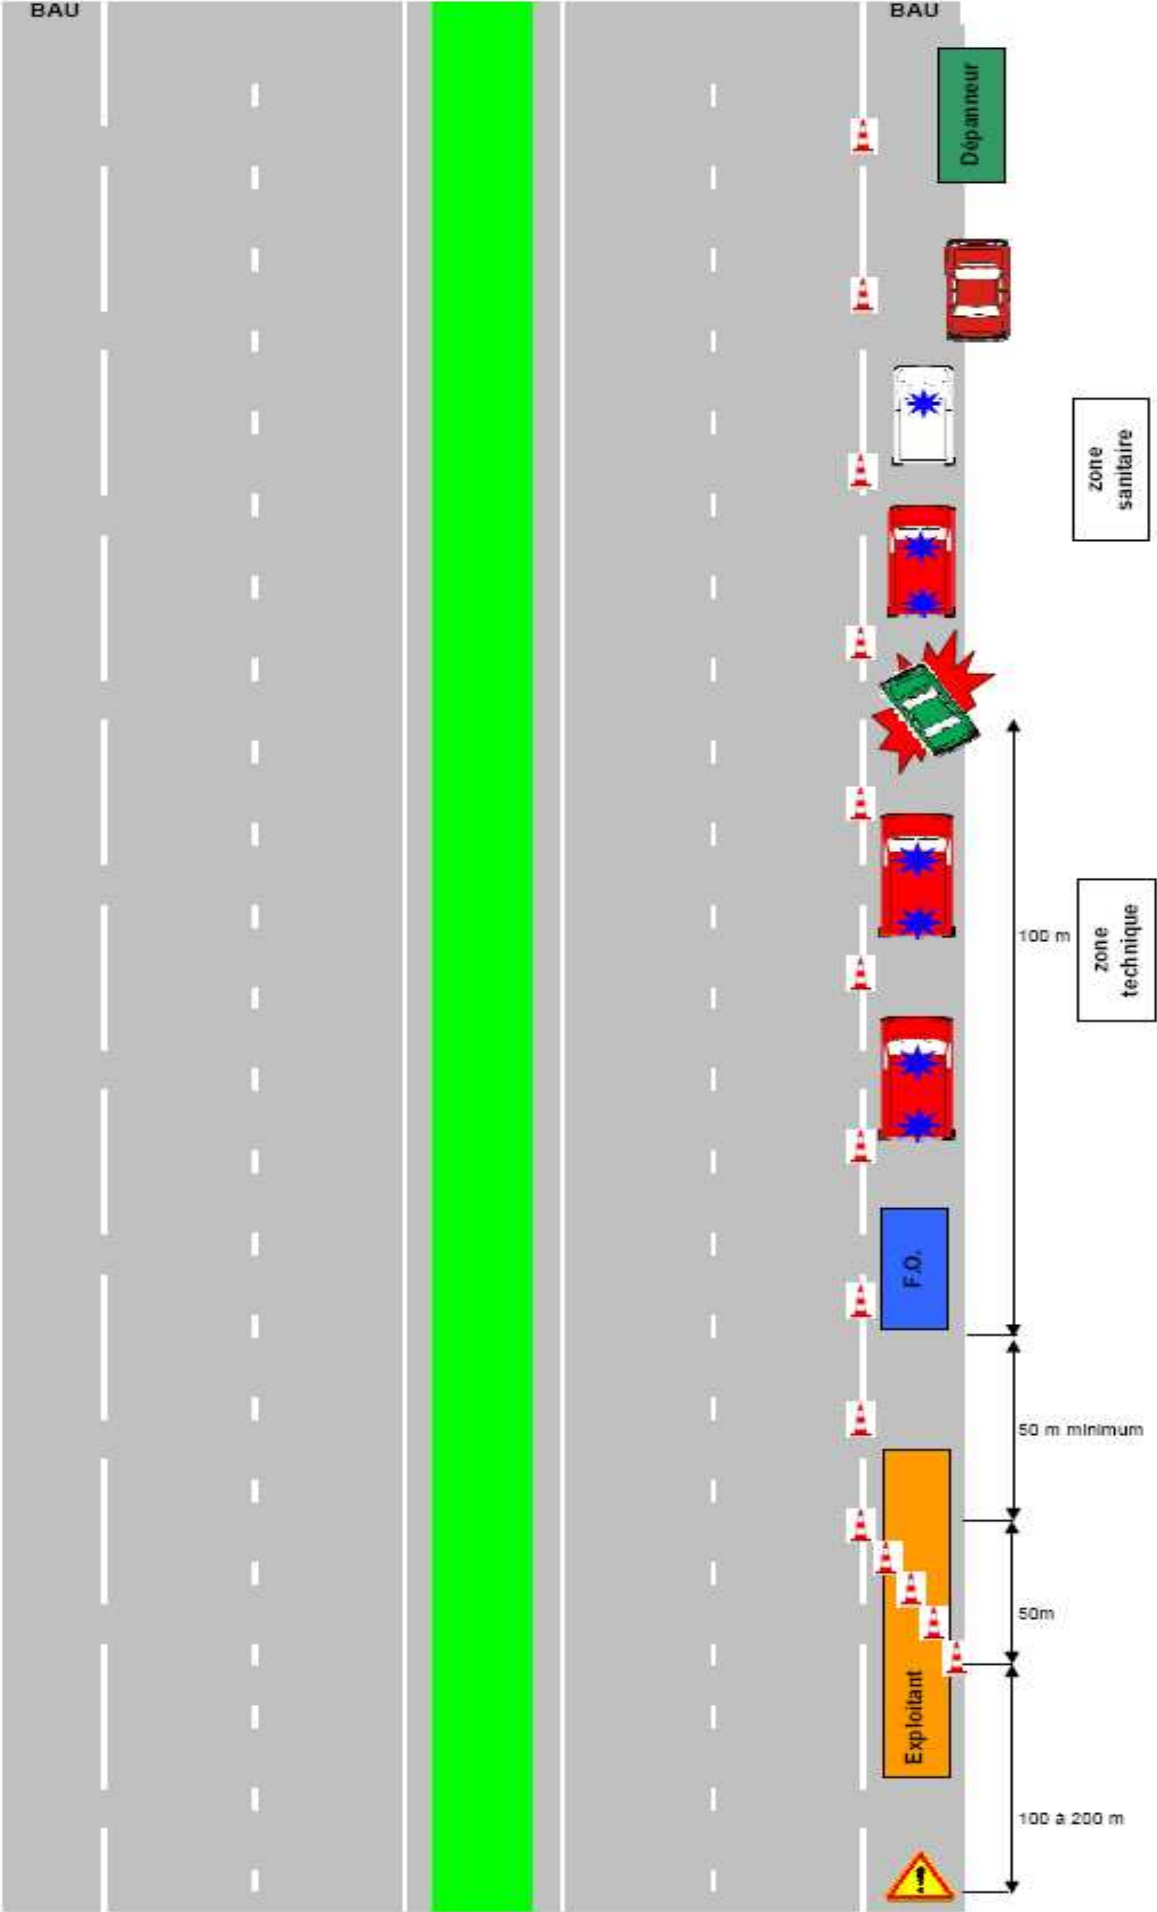 BAU
BAU
Dépanneur
zone
sanitaire
100 m
zone
technique
F.O.
50 m minimum
50m
Exploitant
100 à 200 m